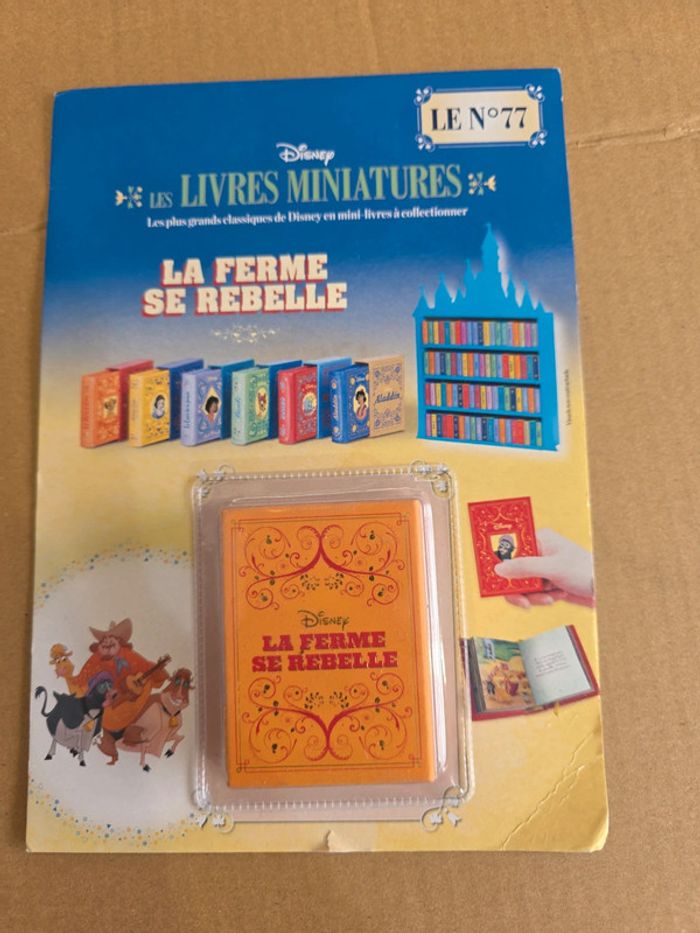 LE N°77
Disney
LES LIVRES MINIATURES
Les plus grands classiques de Disney en mini-livres à collectionner
LA FERME
SE REBELLE
Aladdin
Disney
Disney
LA FERME
SE REBELLE